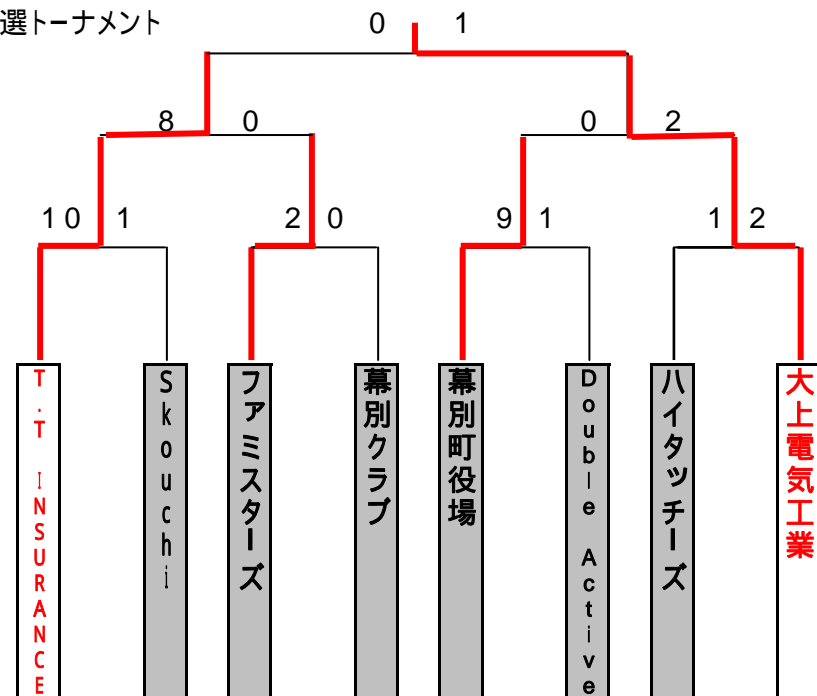 選トーナメント
0 1
8 0 0 2
10 1 2 0 9 1 1 2
T.T INSURANCE
Skouchi
ファミスターズ
幕別クラブ
幕別町役場
Double Active
ハイタッチーズ
大上電気工業